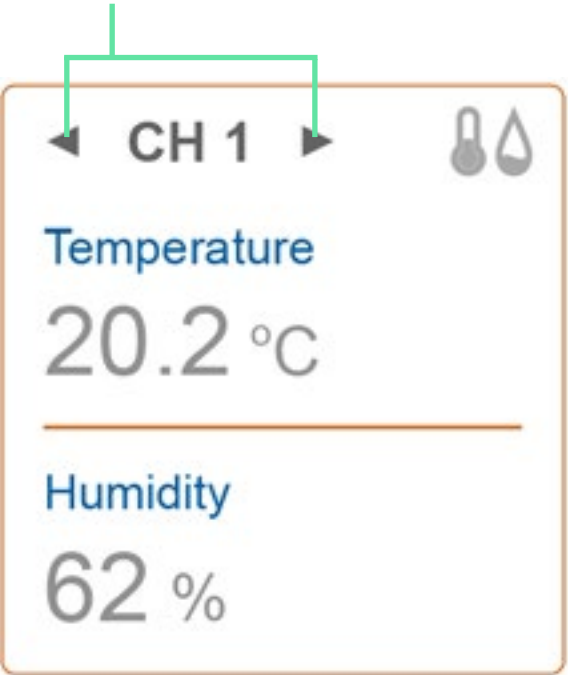 ◀ CH 1 ▶
Temperature
20.2 °C
Humidity
62 %